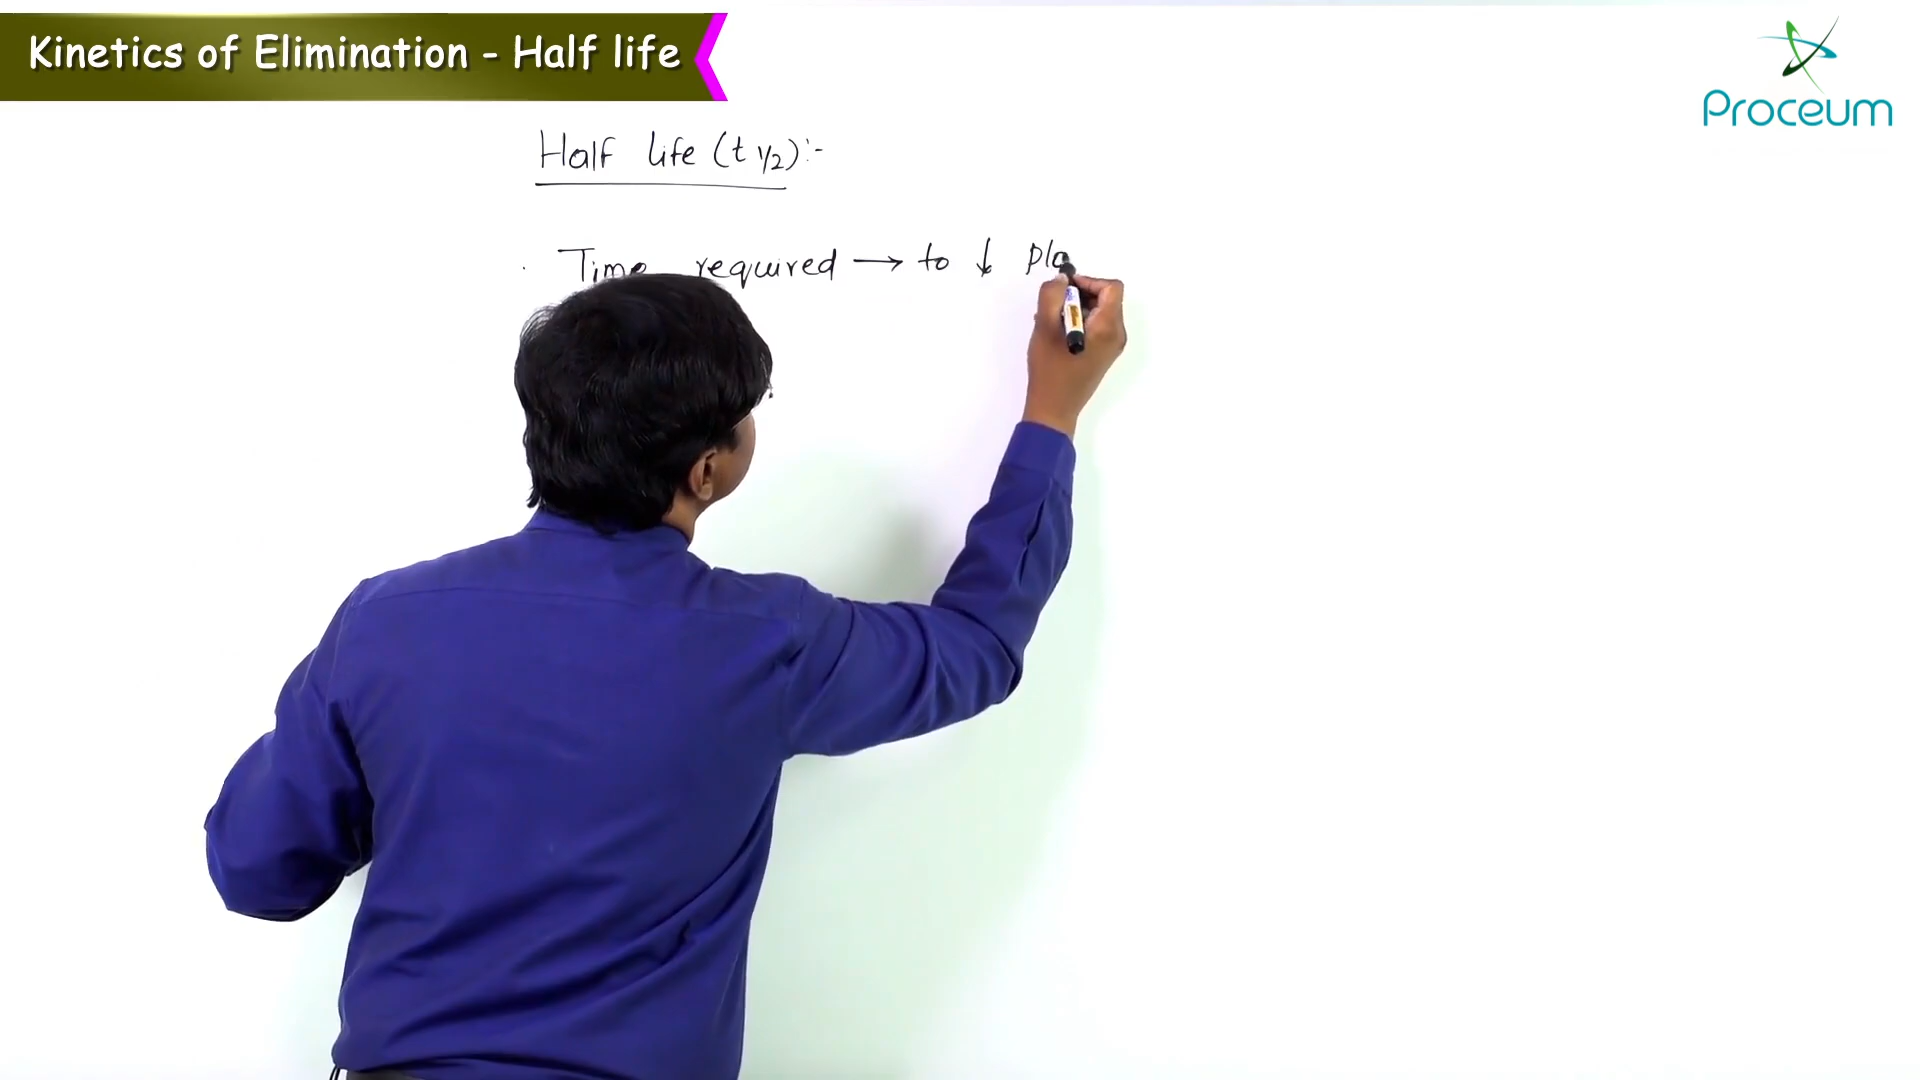 Kinetics of Elimination - Half life
Proceum
Half life (t 1/2) :-
. Time required → to ↓ pla